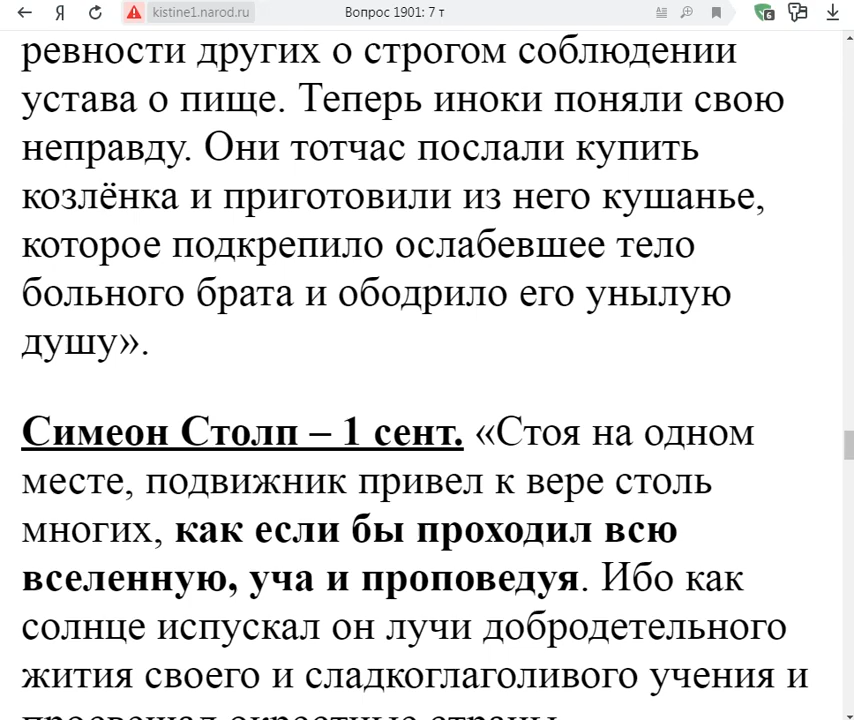 kistine1.narod.ru Вопрос 1901: 7 т
ревности других о строгом соблюдении
устава о пище. Теперь иноки поняли свою
неправду. Они тотчас послали купить
козлёнка и приготовили из него кушанье,
которое подкрепило ослабевшее тело
больного брата и ободрило его унылую
душу».
Симеон Столп – 1 сент. «Стоя на одном
месте, подвижник привел к вере столь
многих, как если бы проходил всю
вселенную, уча и проповедуя. Ибо как
солнце испускал он лучи добродетельного
жития своего и сладкоглаголивого учения и
просвещал окрестные страны